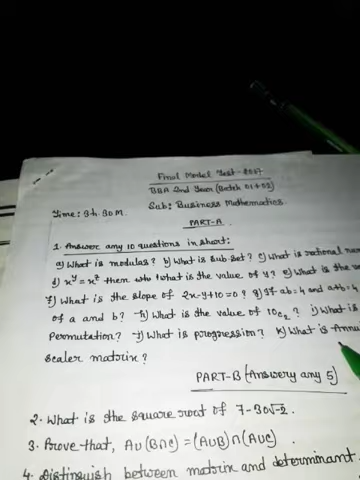 Final Model Test-2017
BBA 2nd Year (Batch 01+02)
Time: 3h. 30M. Sub: Business Mathematics.
PART-A
1. Answer any 10 questions in short:
a) What is modulas? b) What is sub-set? c) What is rational
d) x^y = x^z then what is the value of y? e) What is the
f) What is the slope of 2x-y+10=0? g) If ab=4 and a+b=4
of a and b? h) What is the value of 10c₂? i) What is
Permutation? j) What is progression? k) What is
scaler matrix?
PART-B (Answer any 5)
2. What is the square root of 7-30√-2.
3. Prove that, A∪(B∩C) = (A∪B)∩(A∪C).
4. Distinguish between matrix and determinant.